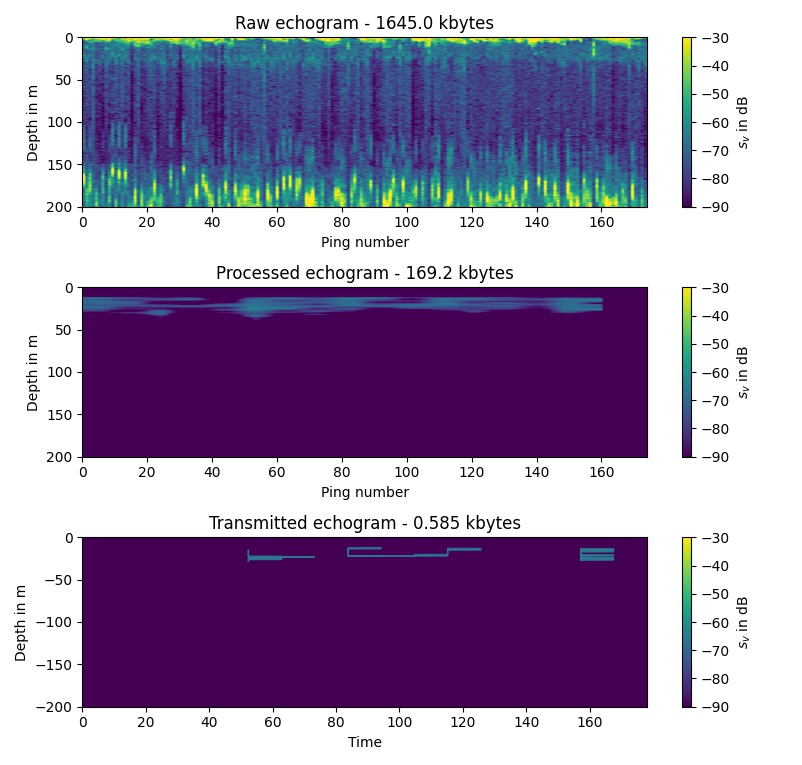 Raw echogram - 1645.0 kbytes
0
50
100
150
200
Depth in m
0 20 40 60 80 100 120 140 160
Ping number
−30
−40
−50
−60
−70
−80
−90
sv in dB
Processed echogram - 169.2 kbytes
0
50
100
150
200
Depth in m
0 20 40 60 80 100 120 140 160
Ping number
−30
−40
−50
−60
−70
−80
−90
sv in dB
Transmitted echogram - 0.585 kbytes
0
−50
−100
−150
−200
Depth in m
0 20 40 60 80 100 120 140 160
Time
−30
−40
−50
−60
−70
−80
−90
sv in dB